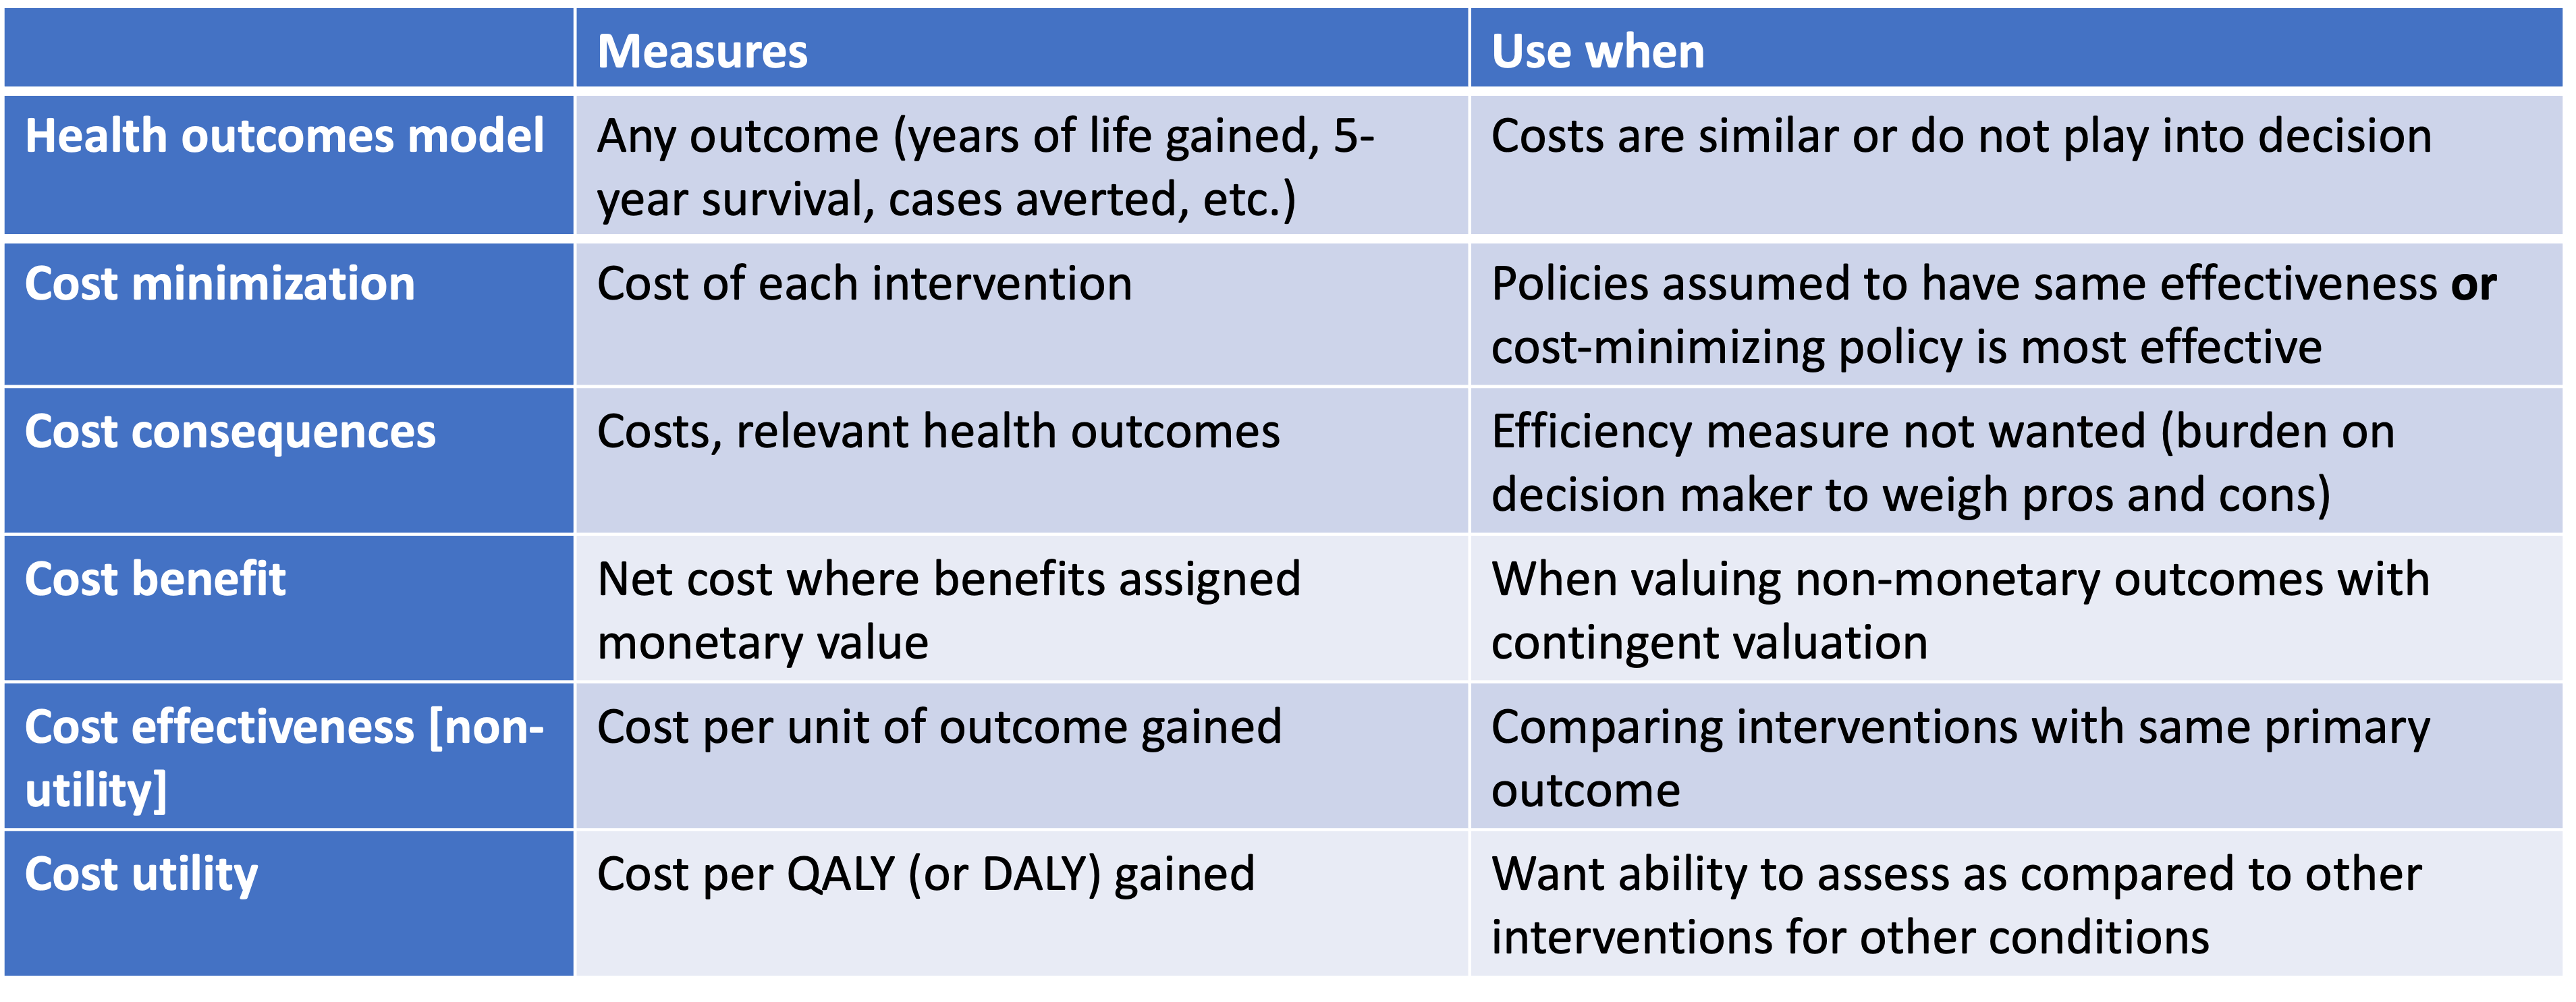 Measures
Use when
Health outcomes model
Any outcome (years of life gained, 5-
year survival, cases averted, etc.)
Costs are similar or do not play into decision
Cost minimization
Cost of each intervention
Policies assumed to have same effectiveness or
cost-minimizing policy is most effective
Cost consequences
Costs, relevant health outcomes
Efficiency measure not wanted (burden on
decision maker to weigh pros and cons)
Cost benefit
Net cost where benefits assigned
monetary value
When valuing non-monetary outcomes with
contingent valuation
Cost effectiveness [non-
utility]
Cost per unit of outcome gained
Comparing interventions with same primary
outcome
Cost utility
Cost per QALY (or DALY) gained
Want ability to assess as compared to other
interventions for other conditions